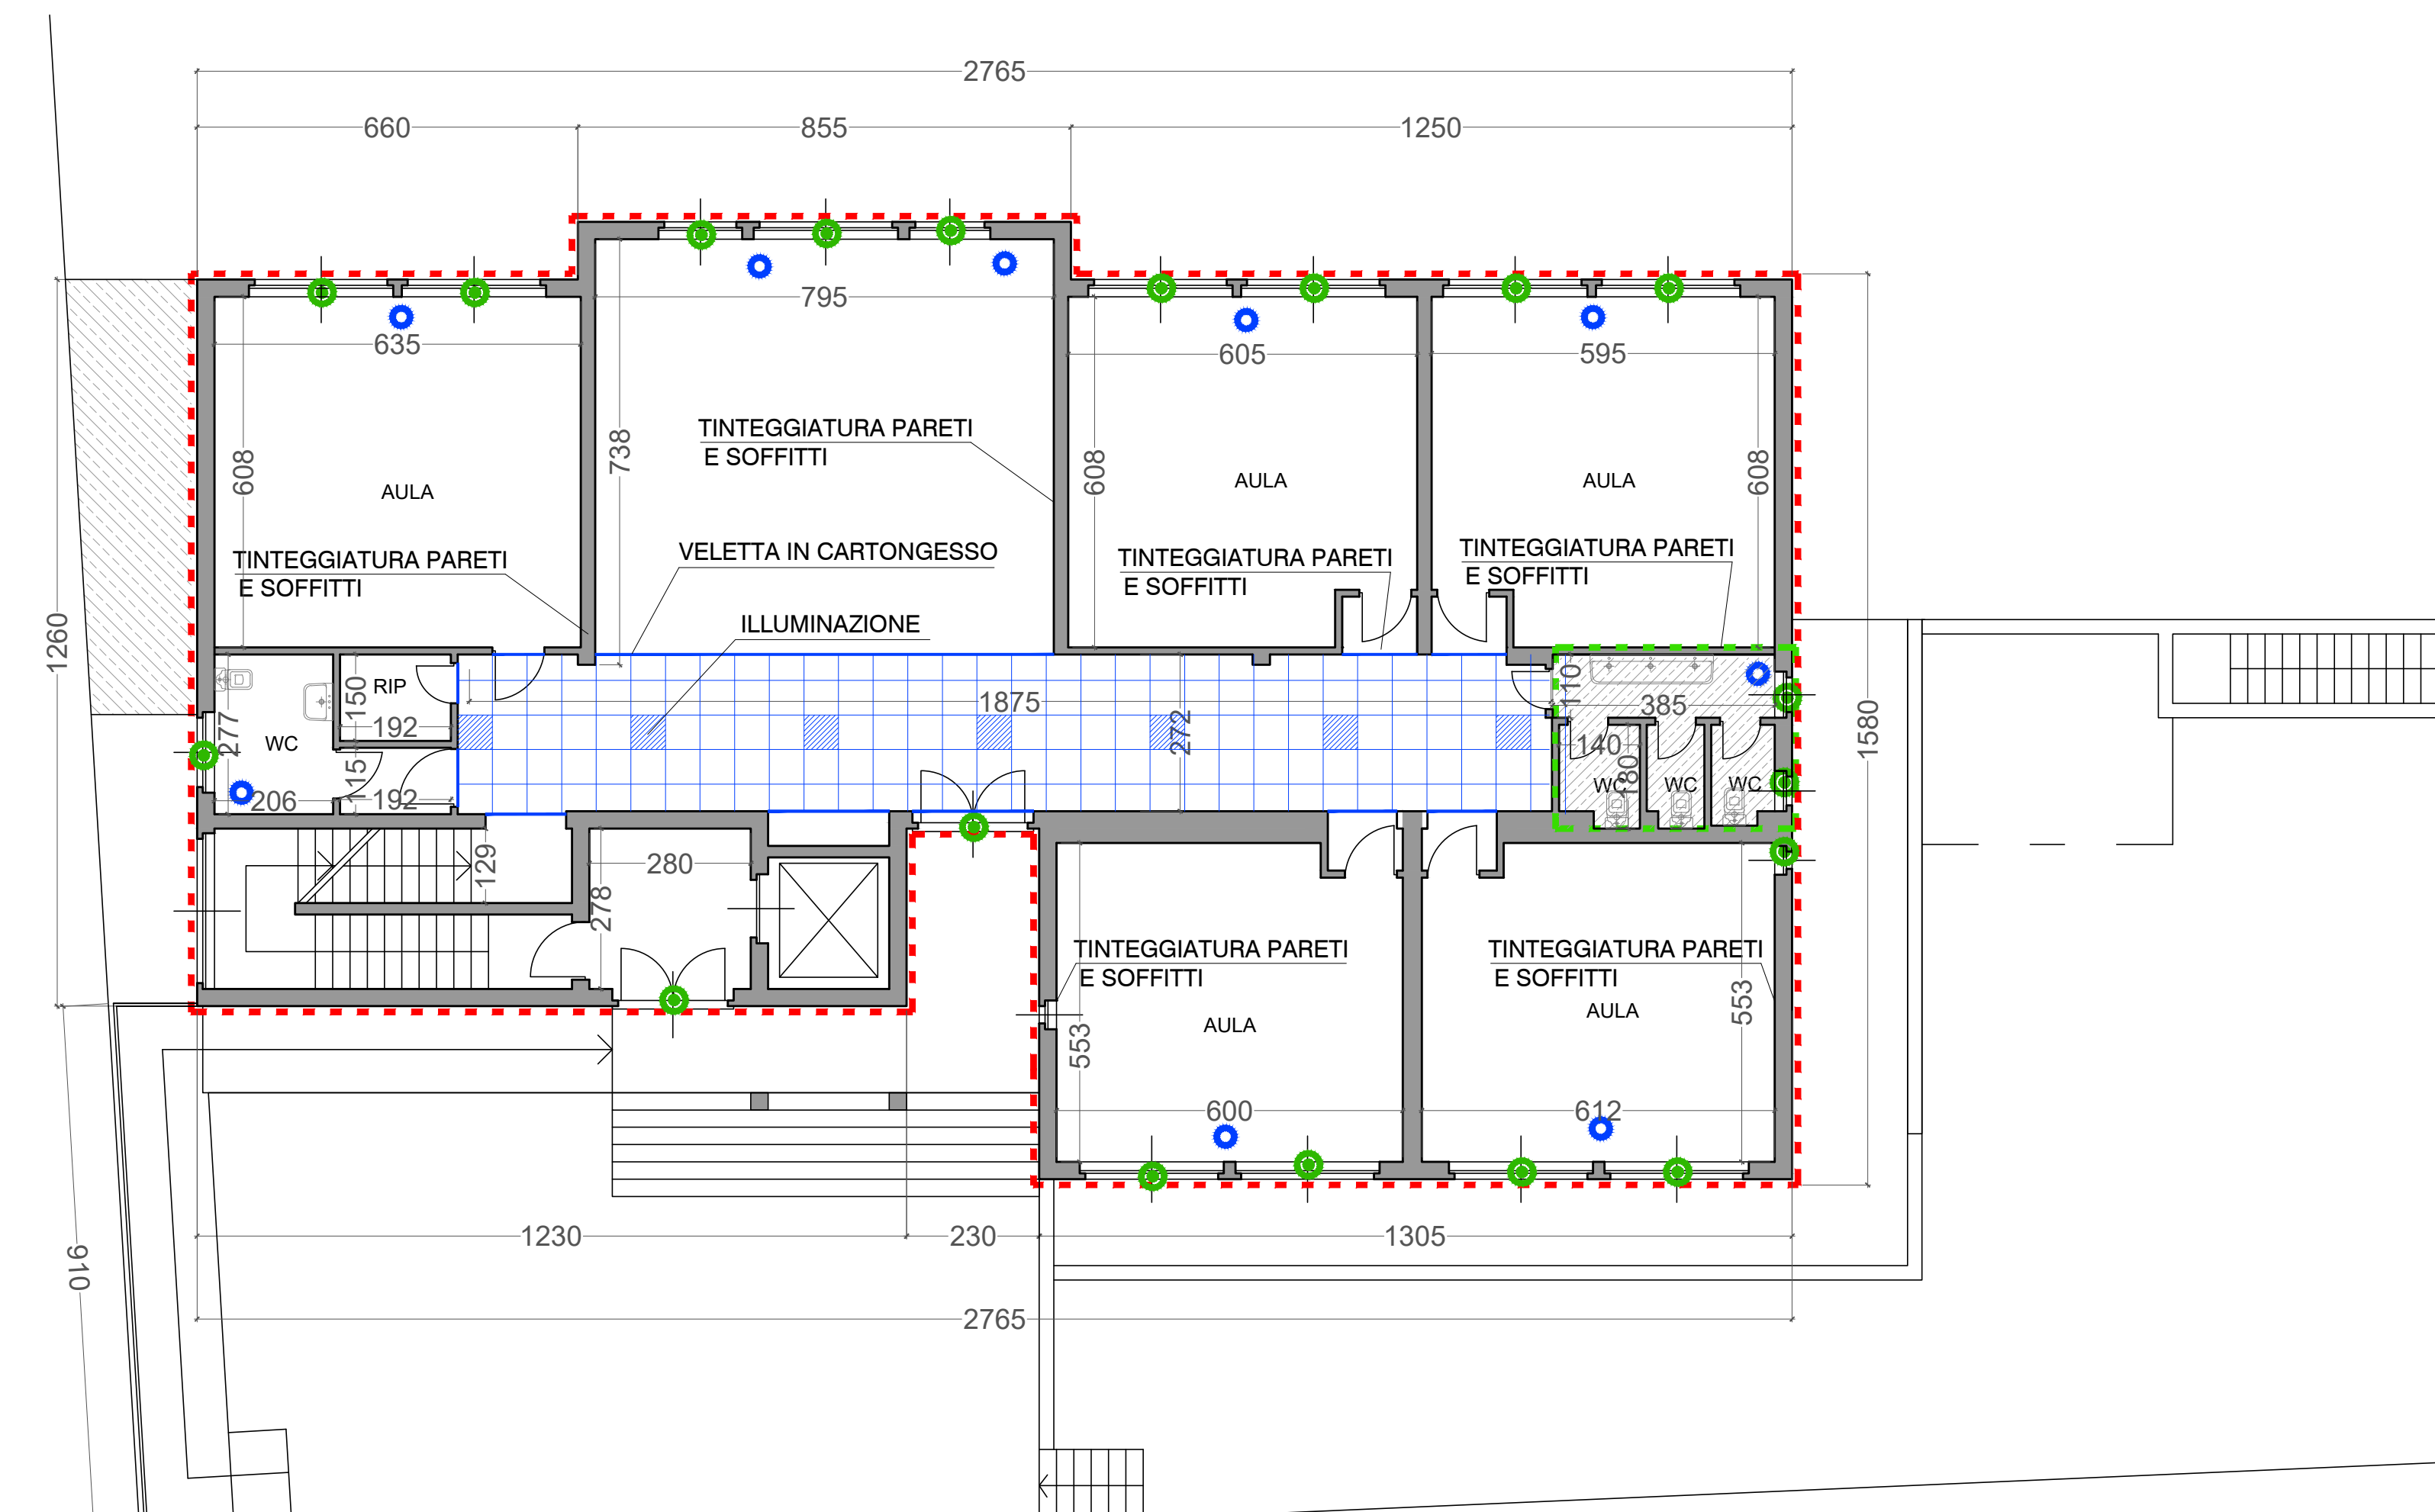 2765
660
855
1250
795
635
605
595
TINTEGGIATURA PARETI
E SOFFITTI
738
608
AULA
608
AULA
AULA
608
TINTEGGIATURA PARETI
E SOFFITTI
VELETTA IN CARTONGESSO
TINTEGGIATURA PARETI
E SOFFITTI
TINTEGGIATURA PARETI
E SOFFITTI
ILLUMINAZIONE
1260
RIP
150
192
277
WC
115
206
192
1875
272
110
385
140
180
WC
WC
WC
1580
129
280
278
TINTEGGIATURA PARETI
E SOFFITTI
TINTEGGIATURA PARETI
E SOFFITTI
AULA
553
AULA
553
600
612
1230
230
1305
910
2765